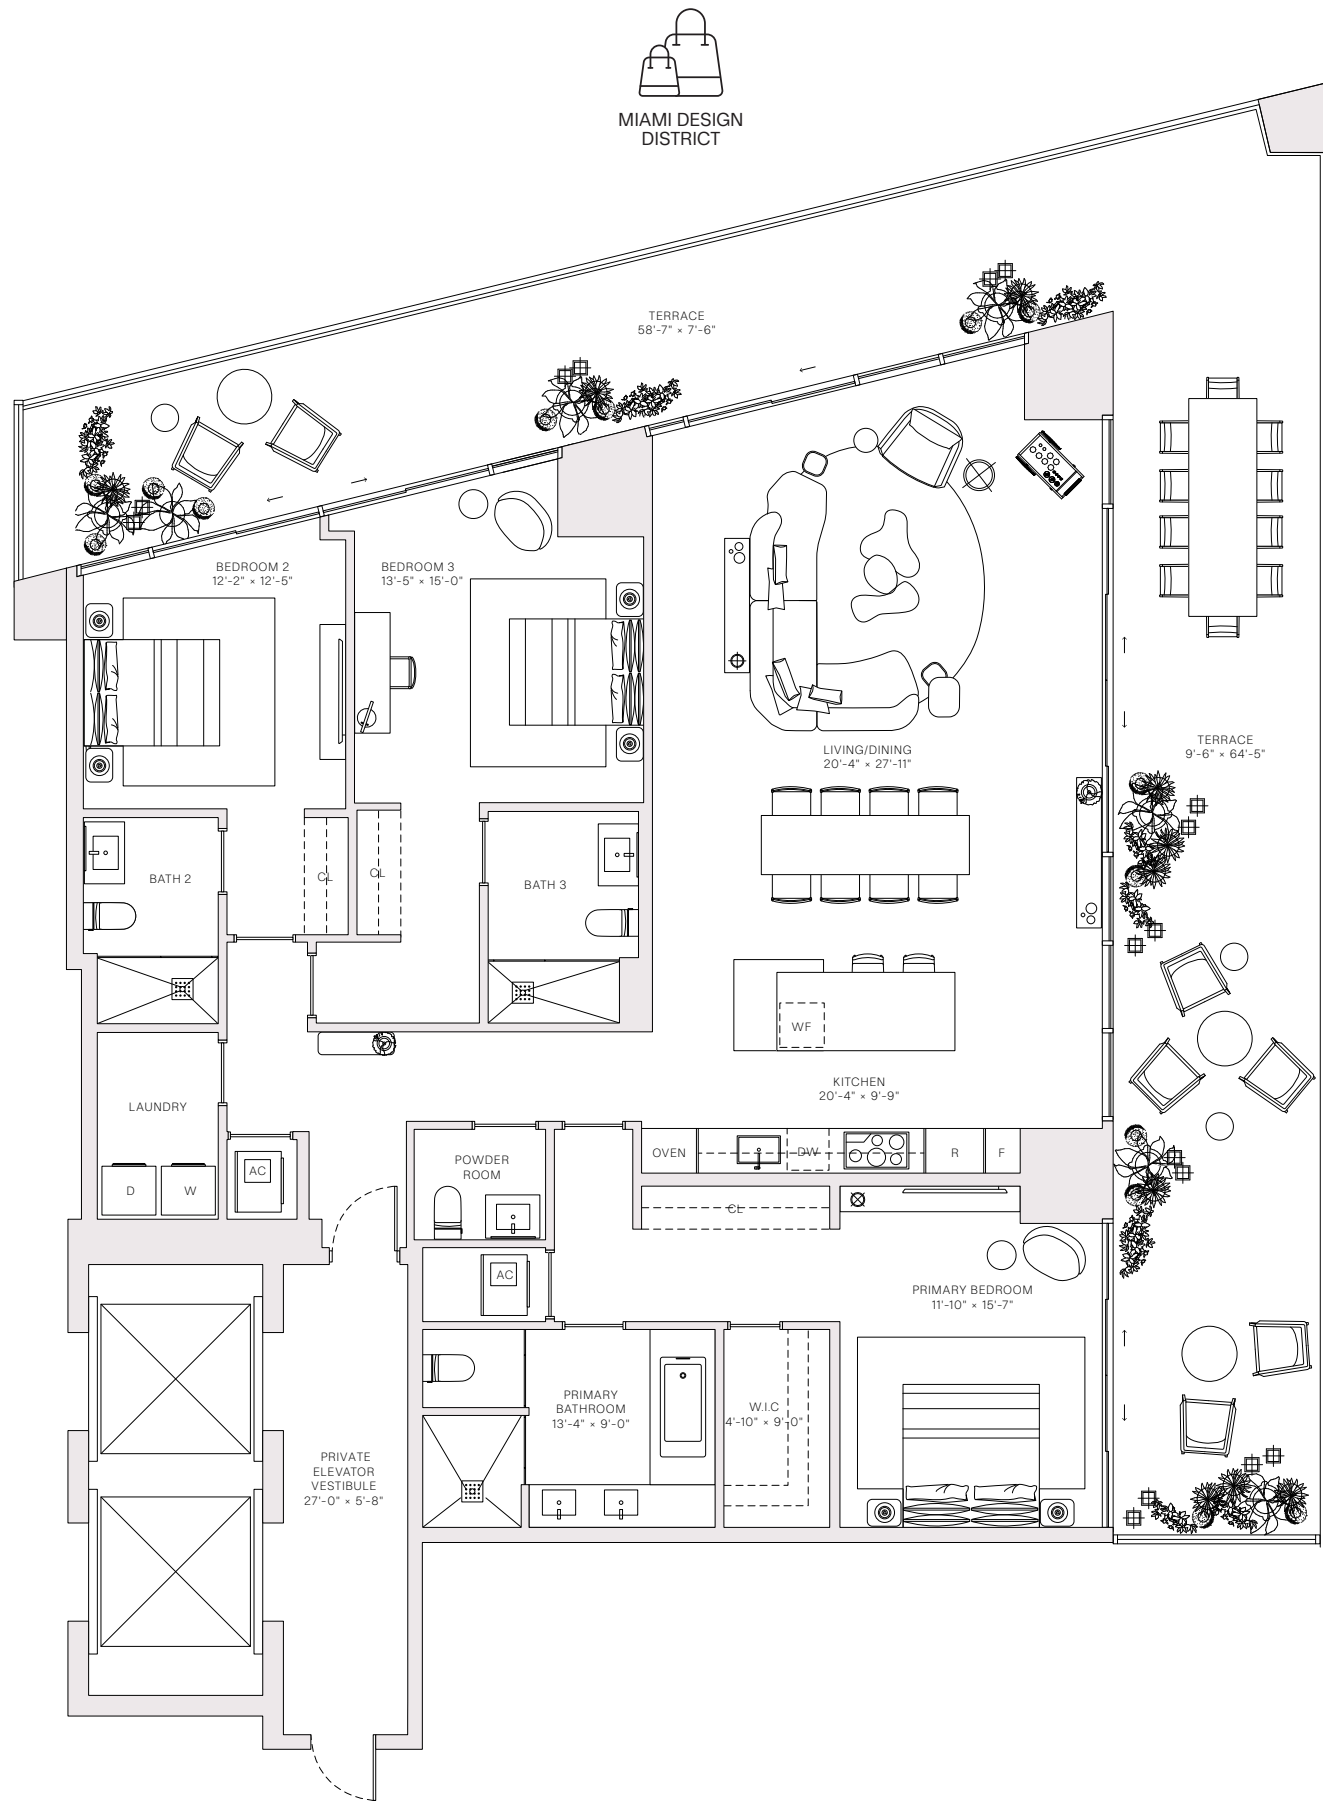 MIAMI DESIGN
DISTRICT
TERRACE
58'-7" × 7'-6"
BEDROOM 2
12'-2" × 12'-5"
BEDROOM 3
13'-5" × 15'-0"
LIVING/DINING
20'-4" × 27'-11"
TERRACE
9'-6" × 64'-5"
BATH 2
CL
CL
BATH 3
WF
KITCHEN
20'-4" × 9'-9"
LAUNDRY
D
W
AC
POWDER
ROOM
OVEN
DW
R
F
CL
AC
PRIMARY BEDROOM
11'-10" × 15'-7"
PRIMARY
BATHROOM
13'-4" × 9'-0"
W.I.C
4'-10" × 9'-0"
PRIVATE
ELEVATOR
VESTIBULE
27'-0" × 5'-8"